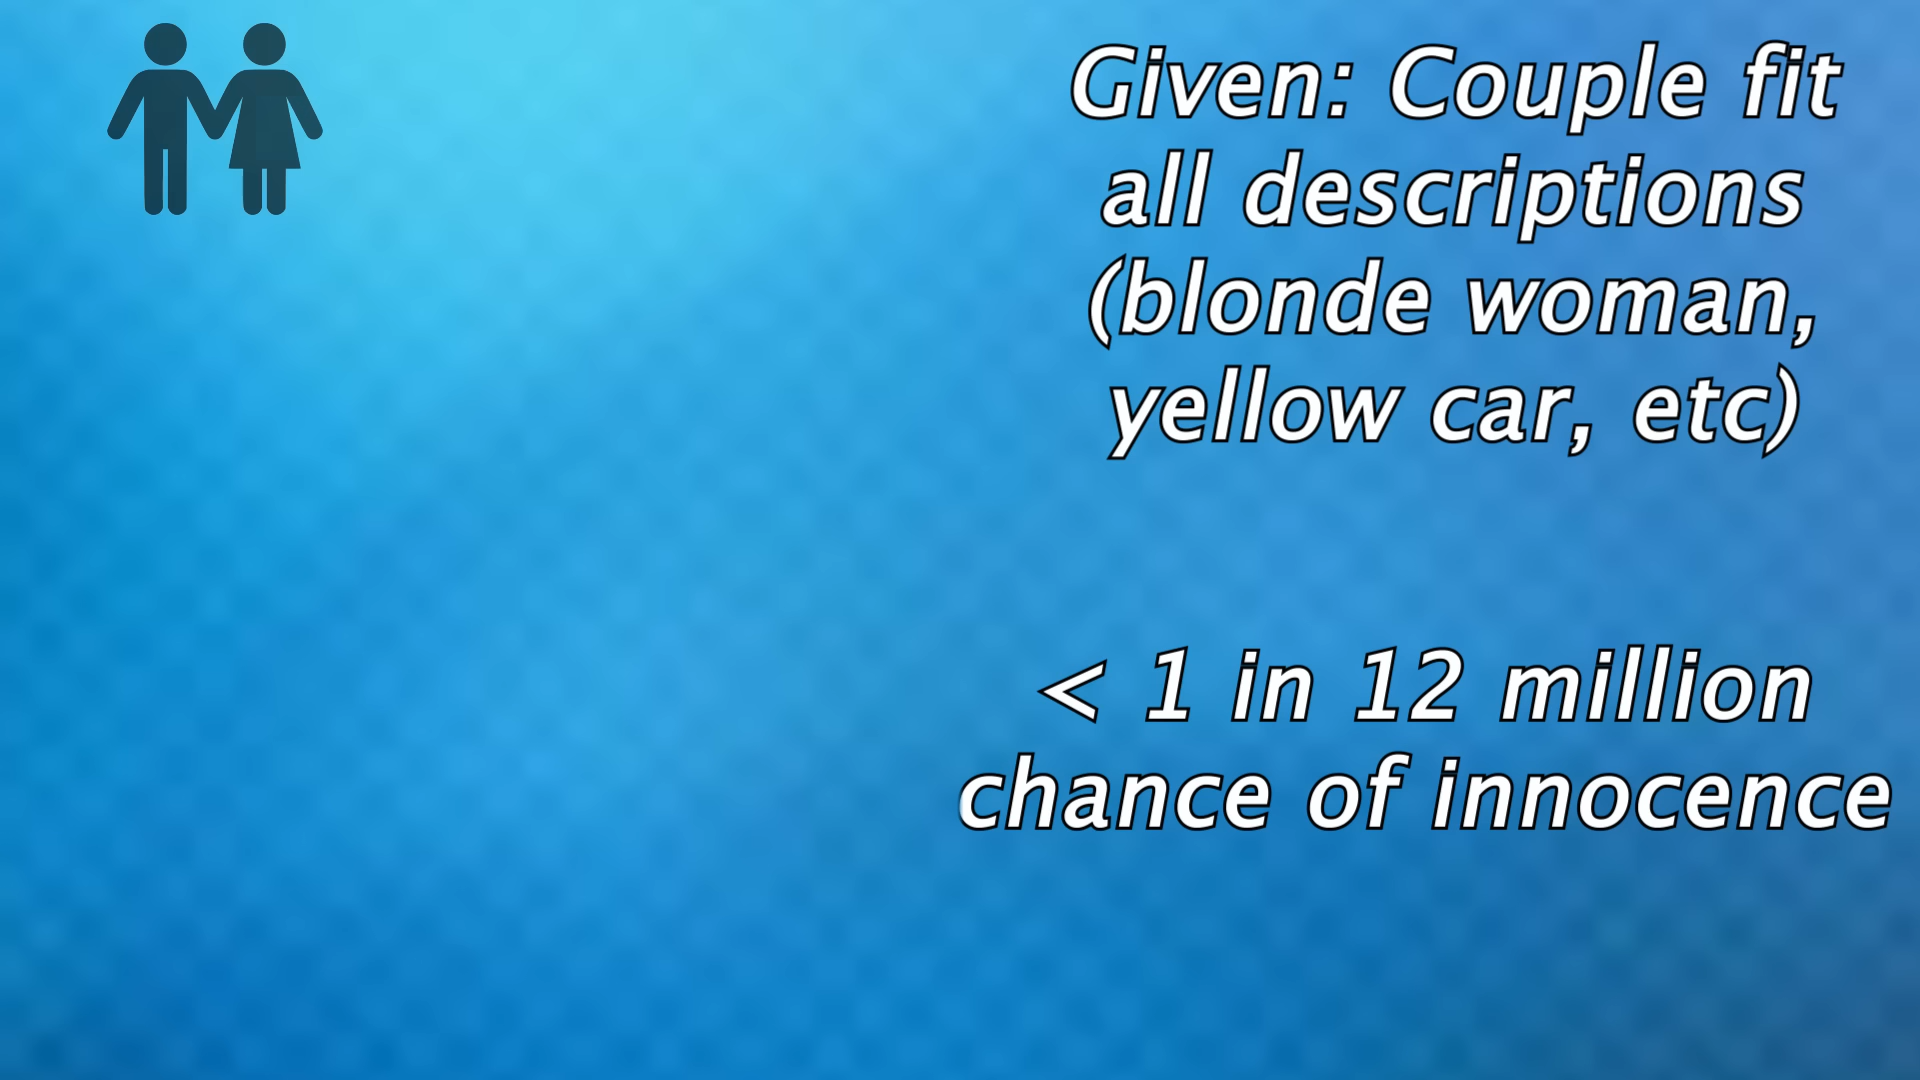 Given: Couple fit
all descriptions
(blonde woman,
yellow car, etc)
< 1 in 12 million
chance of innocence